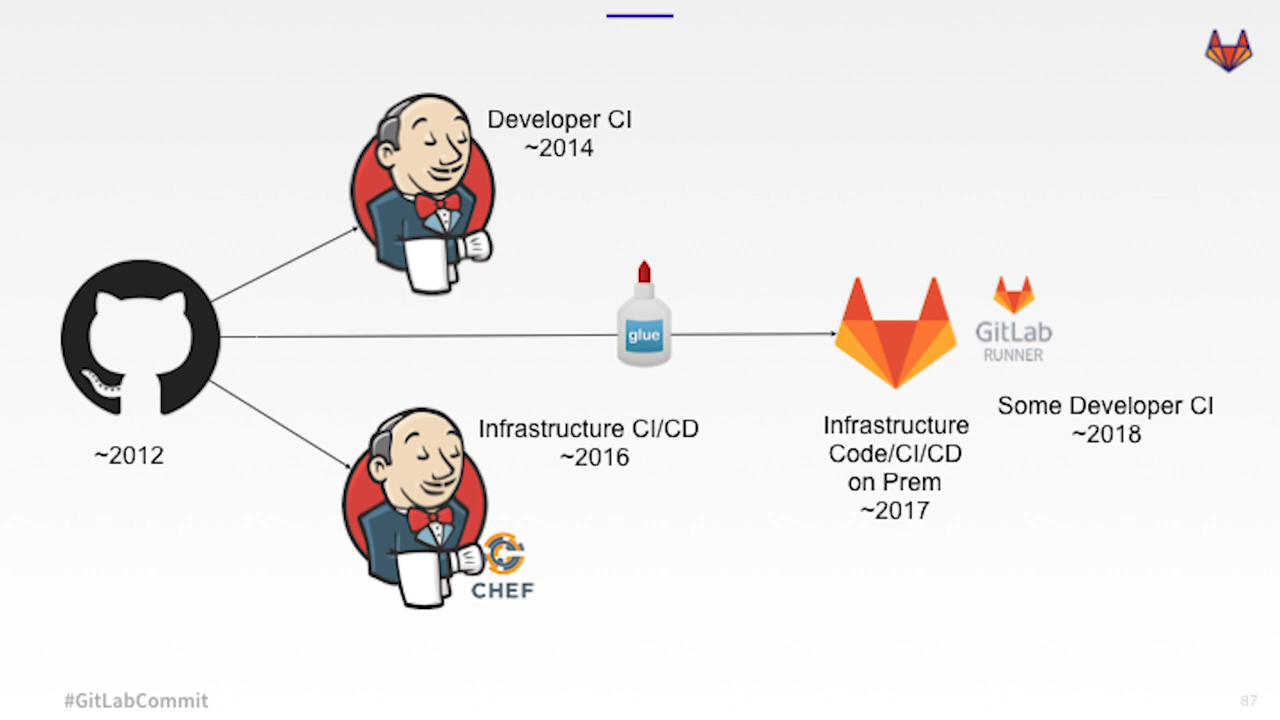 Developer CI
~2014
glue
GitLab
RUNNER
Some Developer CI
~2018
~2012
Infrastructure CI/CD
~2016
Infrastructure
Code/CI/CD
on Prem
~2017
CHEF
#GitLabCommit
87